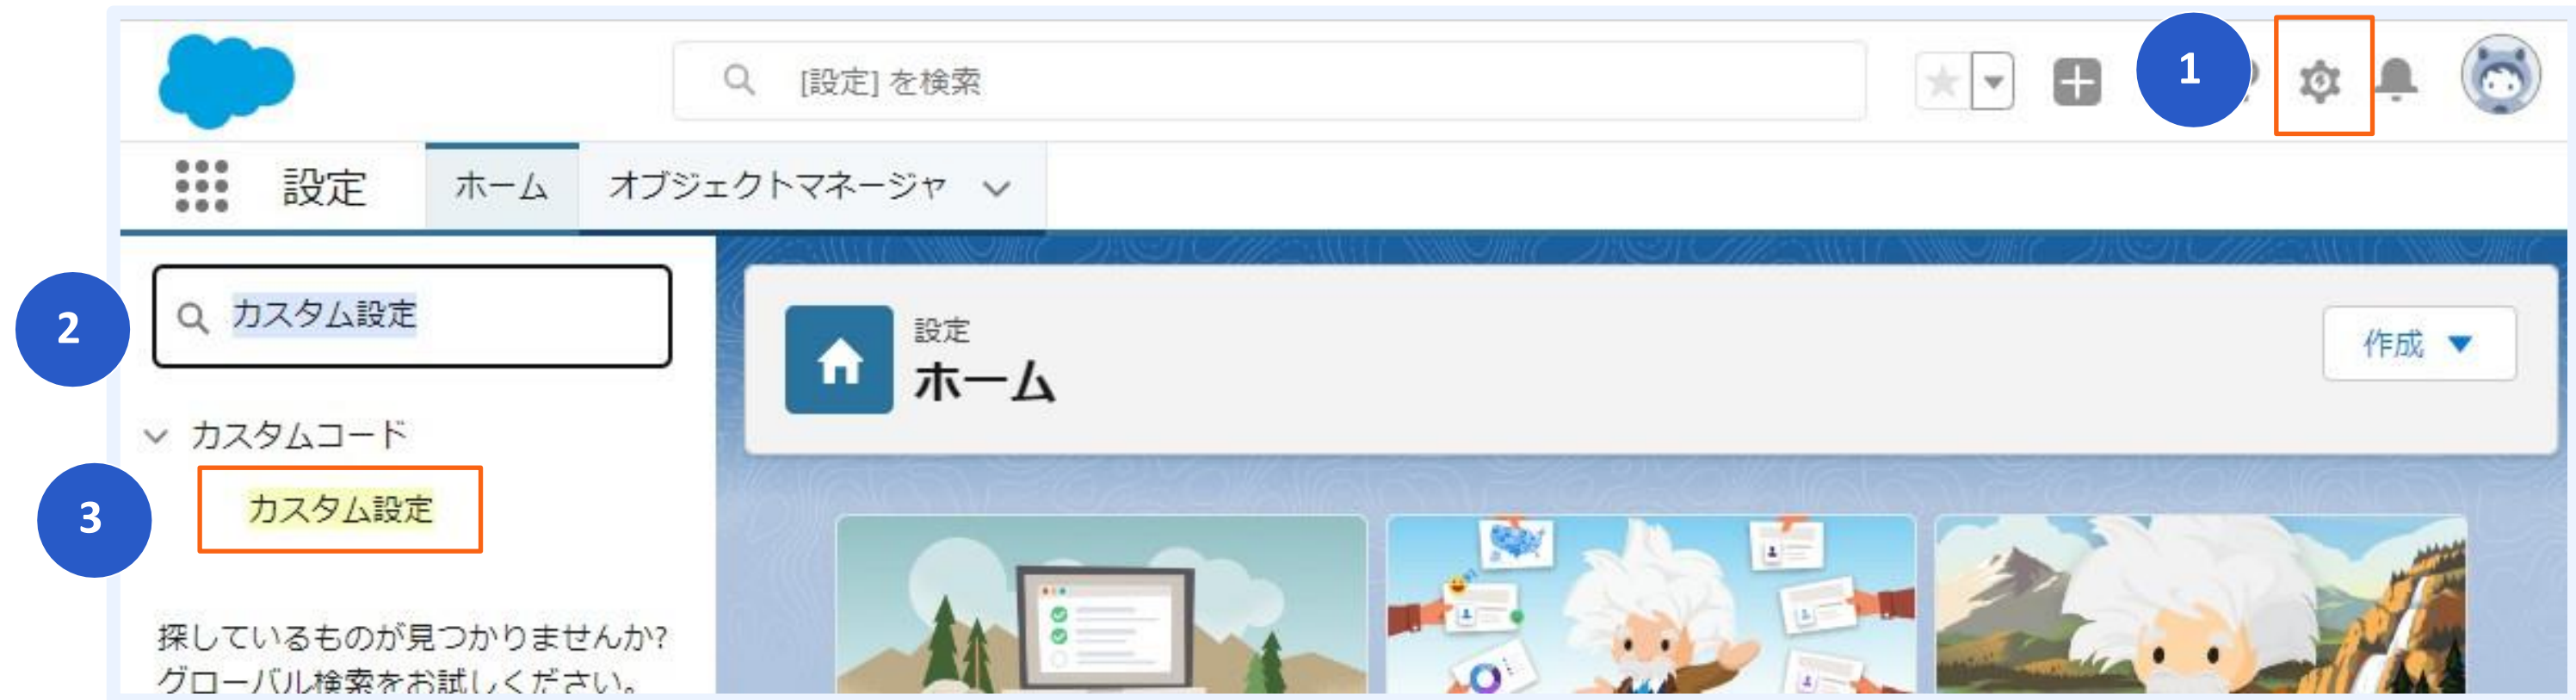 [設定] を検索
1
設定
ホーム
オブジェクトマネージャ
2
カスタム設定
設定
ホーム
作成
カスタムコード
3
カスタム設定
探しているものが見つかりませんか?
グローバル検索をお試しください。